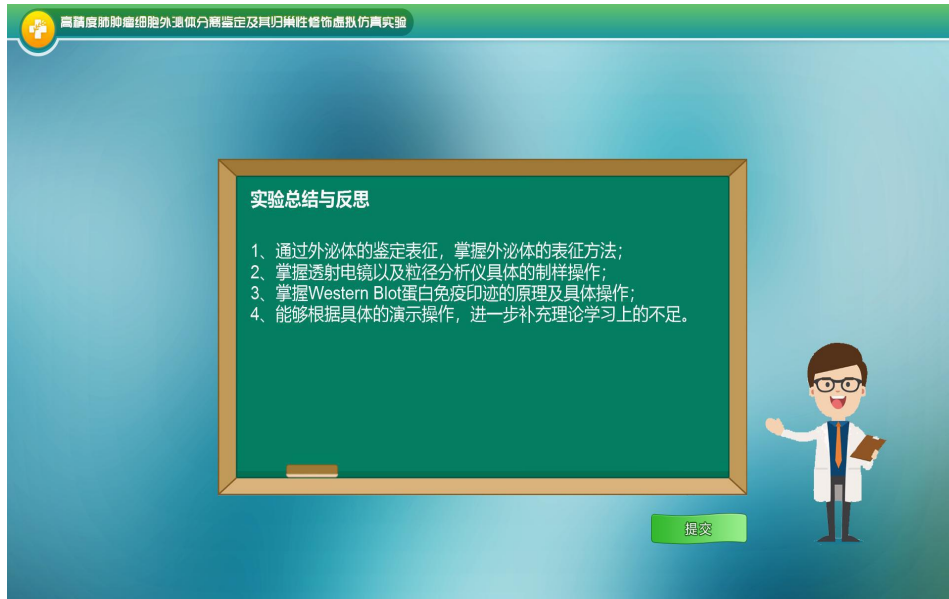 高精度肺肿瘤细胞外泌体分离鉴定及其归巢性修饰虚拟仿真实验
实验总结与反思
1、通过外泌体的鉴定表征，掌握外泌体的表征方法；
2、掌握透射电镜以及粒径分析仪具体的制样操作；
3、掌握Western Blot蛋白免疫印迹的原理及具体操作；
4、能够根据具体的演示操作，进一步补充理论学习上的不足。
提交